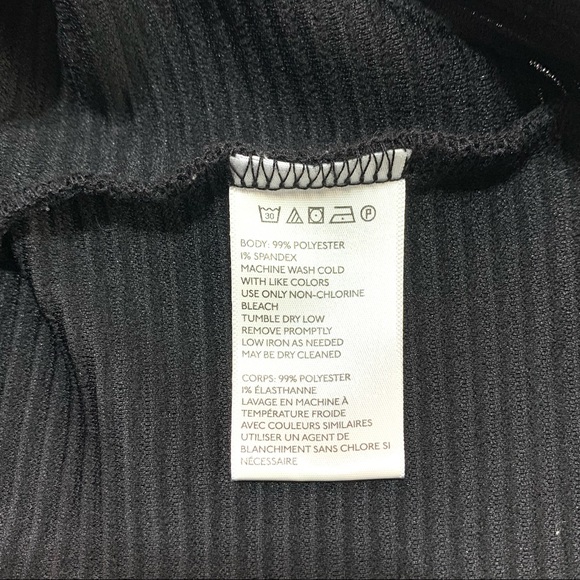 30 P
BODY: 99% POLYESTER
1% SPANDEX
MACHINE WASH COLD
WITH LIKE COLORS
USE ONLY NON-CHLORINE
BLEACH
TUMBLE DRY LOW
REMOVE PROMPTLY
LOW IRON AS NEEDED
MAY BE DRY CLEANED
CORPS: 99% POLYESTER
1% ÉLASTHANNE
LAVAGE EN MACHINE À
TEMPÉRATURE FROIDE
AVEC COULEURS SIMILAIRES
UTILISER UN AGENT DE
BLANCHIMENT SANS CHLORE SI
NÉCESSAIRE